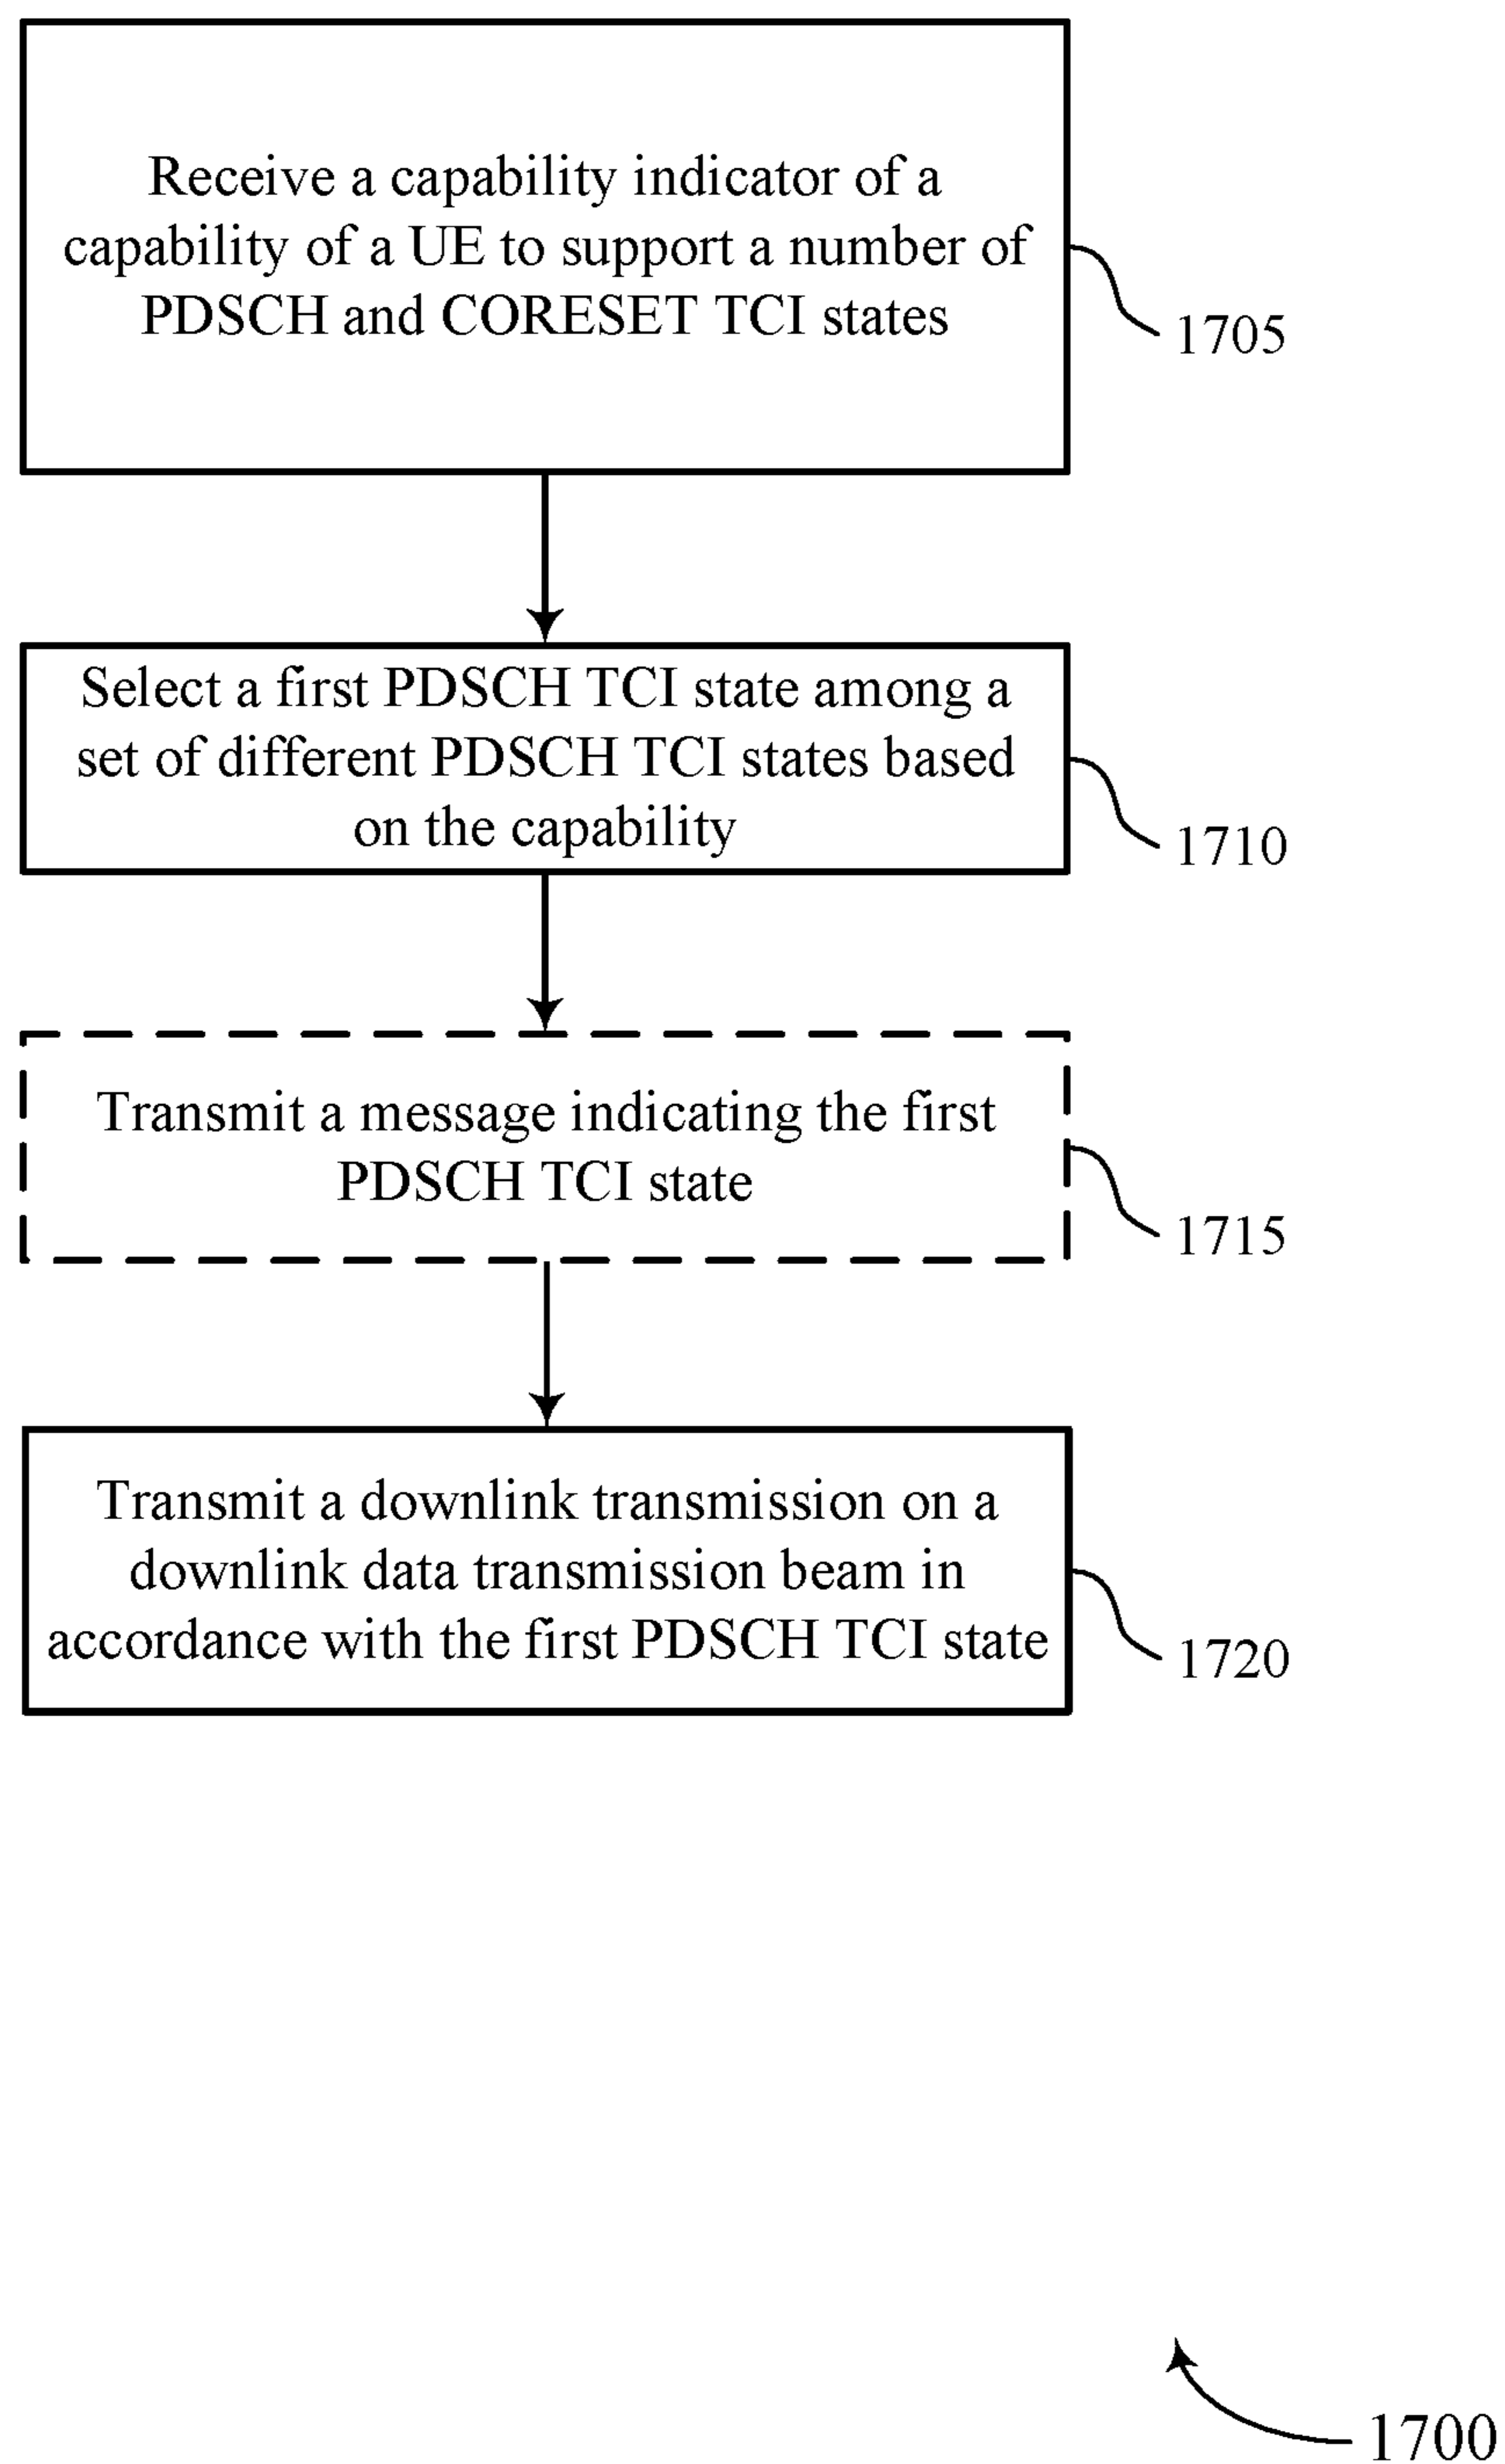 Receive a capability indicator of a
capability of a UE to support a number of
PDSCH and CORESET TCI states
1705
Select a first PDSCH TCI state among a
set of different PDSCH TCI states based
on the capability
1710
Transmit a message indicating the first
PDSCH TCI state
1715
Transmit a downlink transmission on a
downlink data transmission beam in
accordance with the first PDSCH TCI state
1720
1700